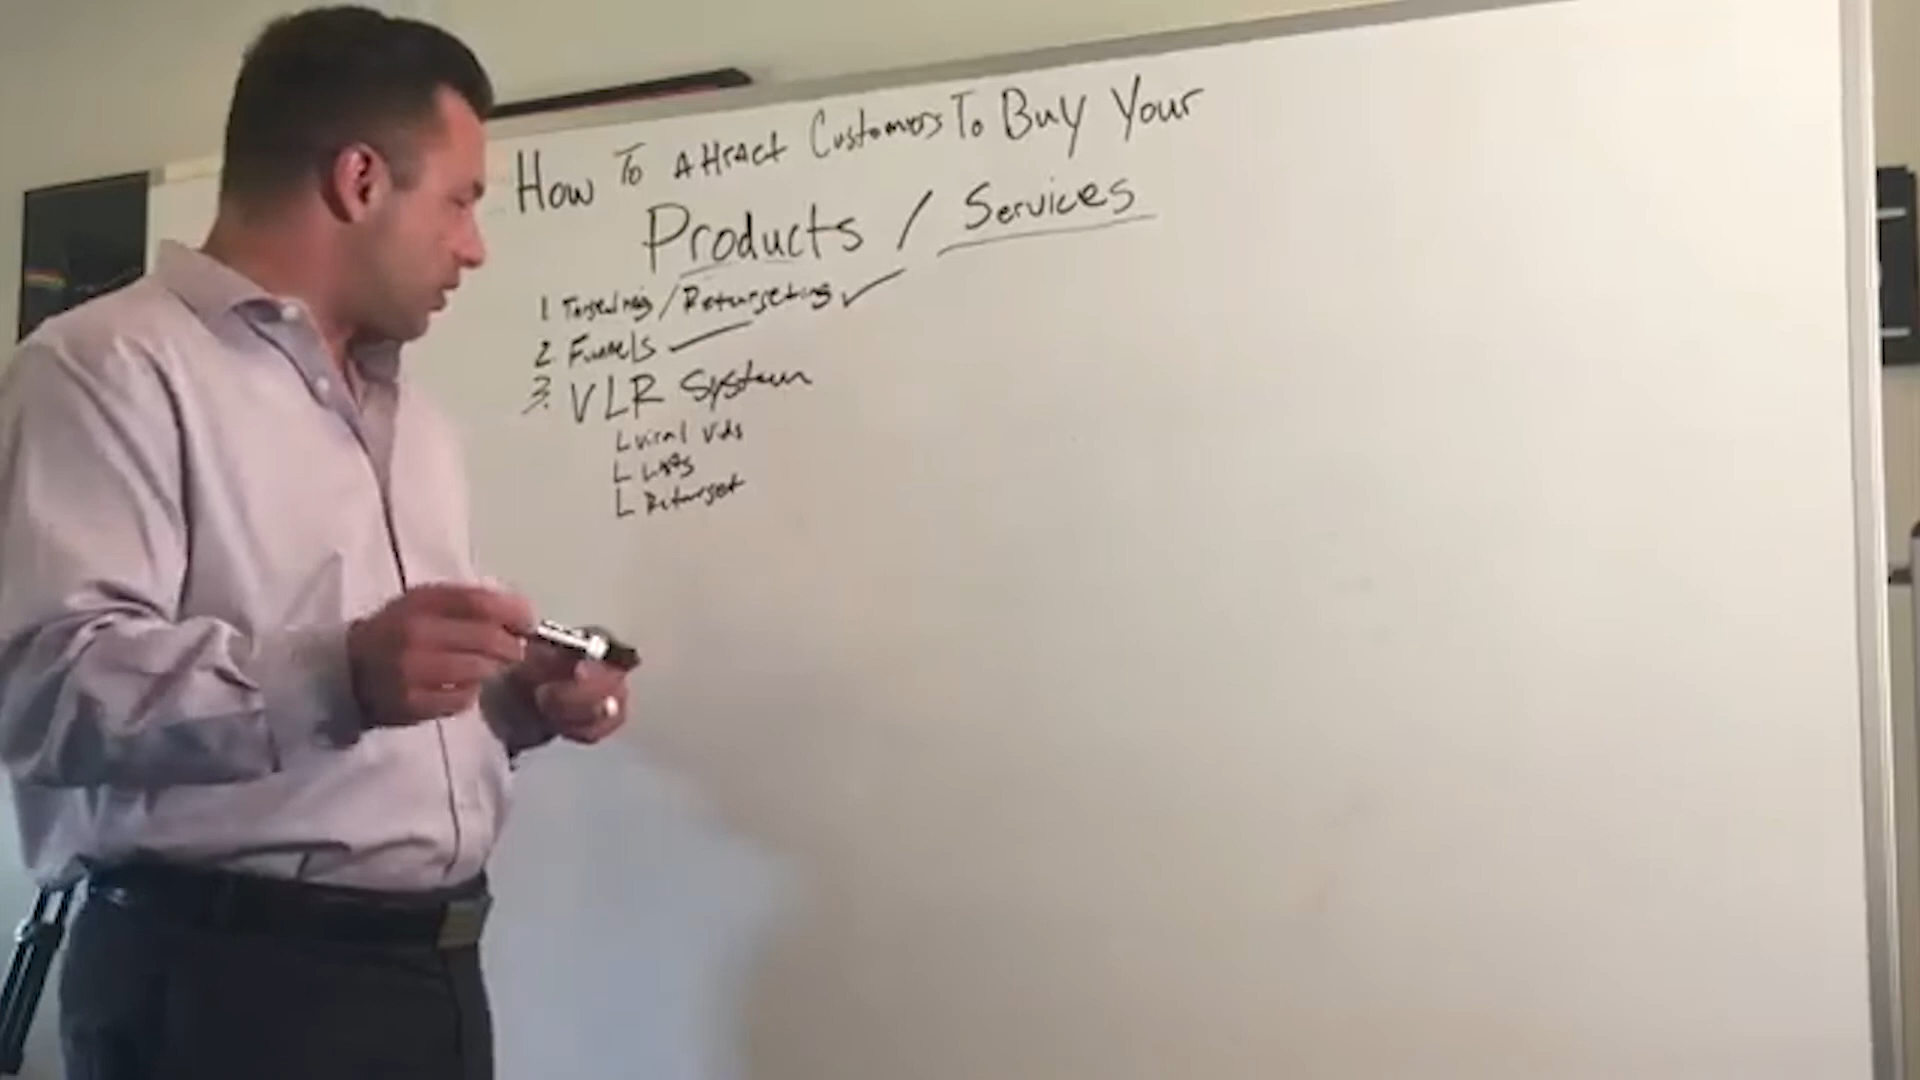 How To Attract Customers To Buy Your
Products / Services
1 Targeting / Retargeting ✓
2. Funnels
3. VLR System
L Viral Vids
L Lists
L Retarget